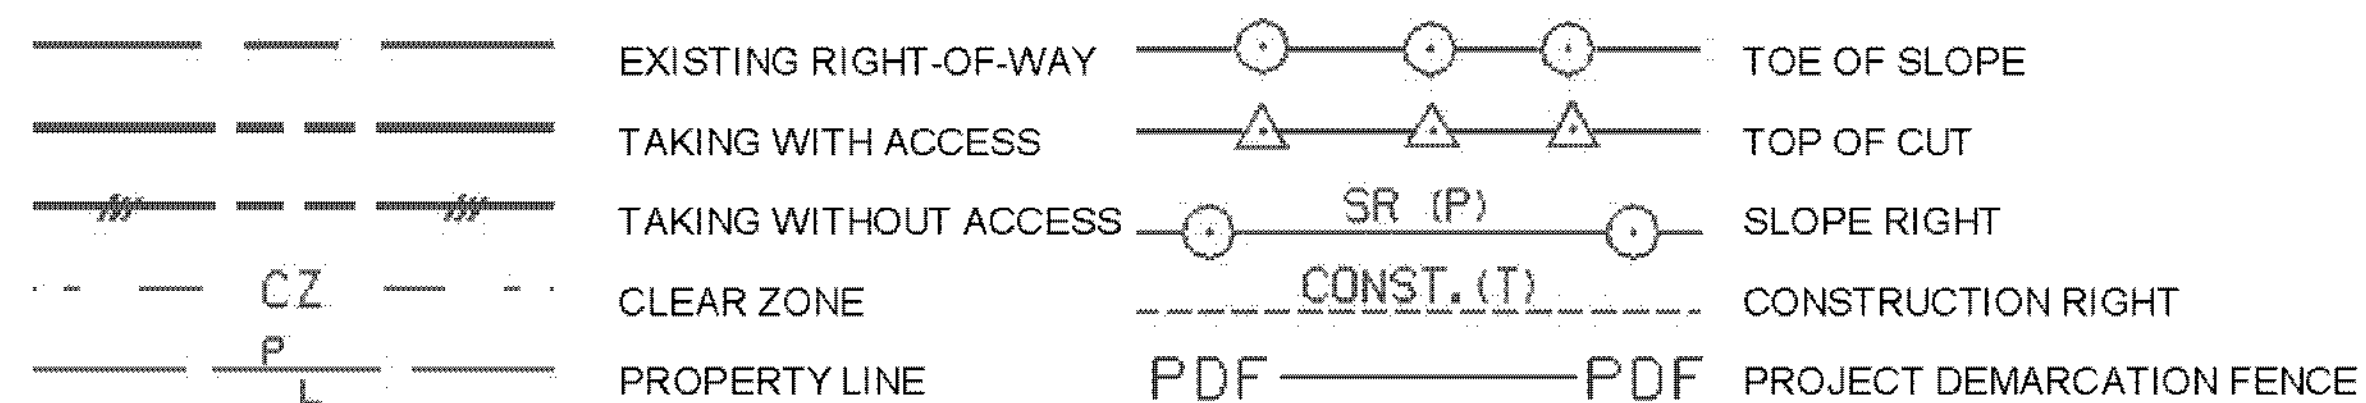 EXISTING RIGHT-OF-WAY
TAKING WITH ACCESS
TAKING WITHOUT ACCESS
CZ CLEAR ZONE
P L PROPERTY LINE
TOE OF SLOPE
TOP OF CUT
SR (P) SLOPE RIGHT
CONST. (T) CONSTRUCTION RIGHT
PDF PDF PROJECT DEMARCATION FENCE